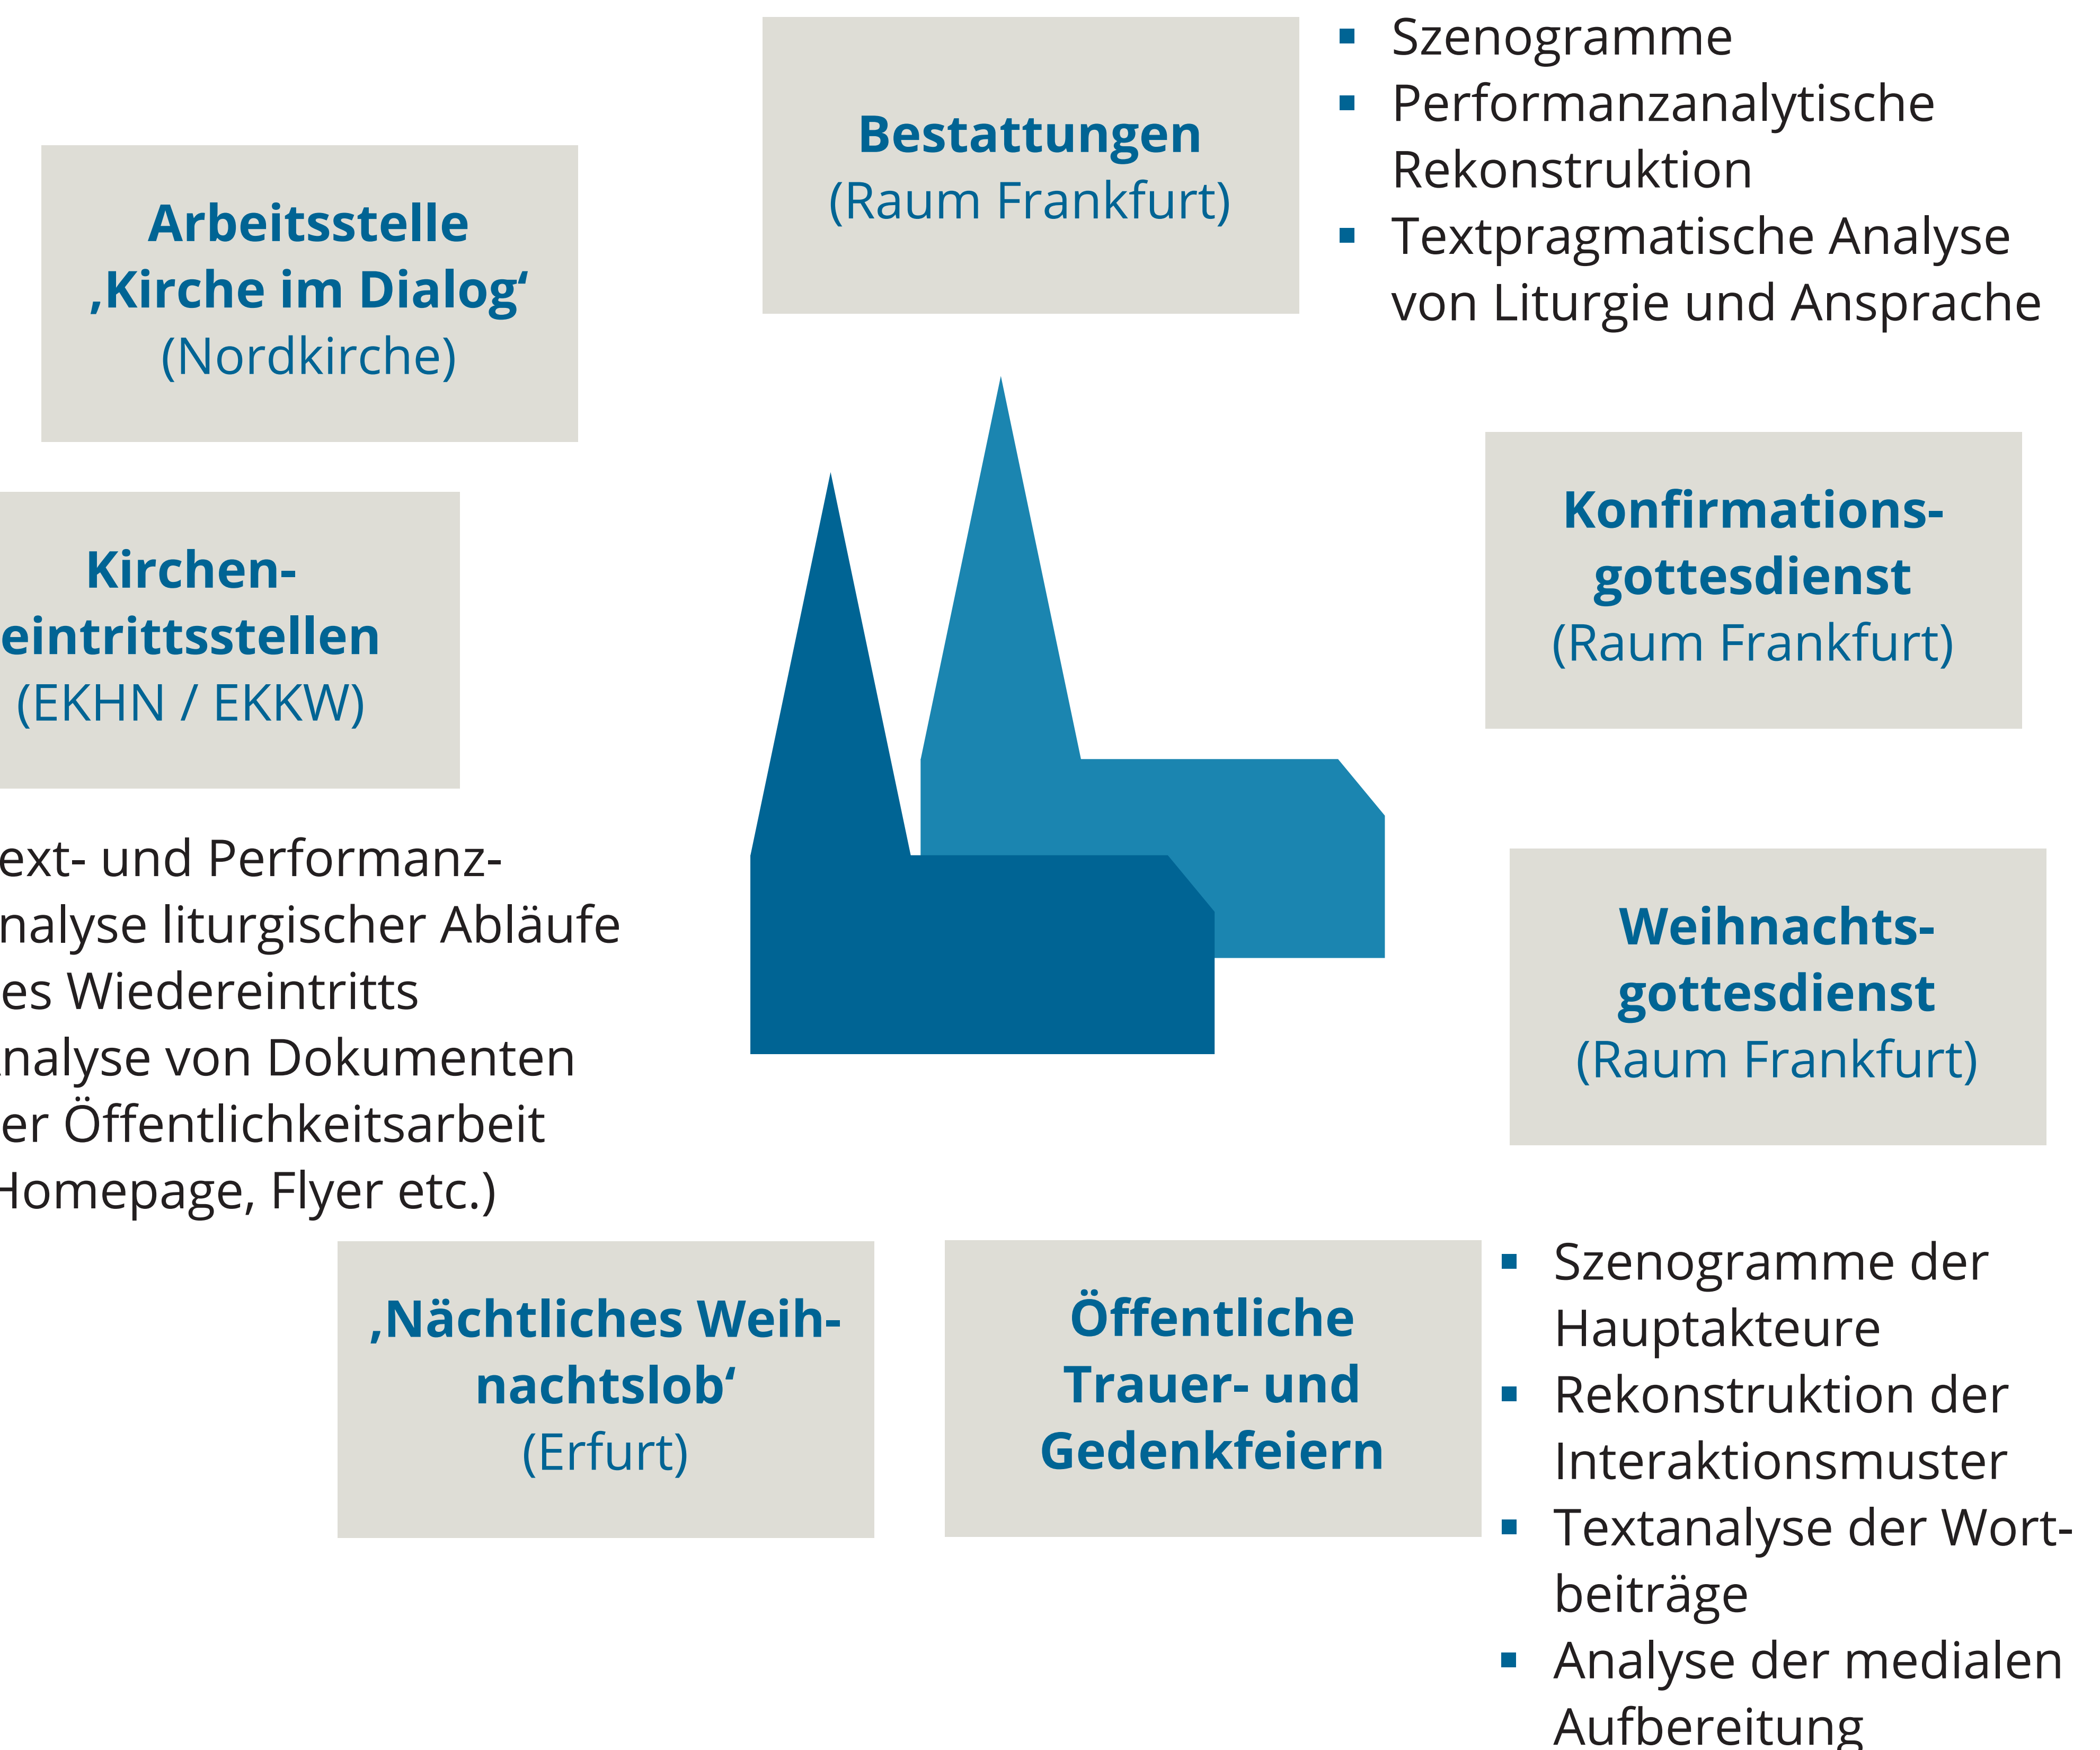 Bestattungen
(Raum Frankfurt)
Szenogramme
Performanzanalytische
Rekonstruktion
Textpragmatische Analyse
von Liturgie und Ansprache
Arbeitsstelle
‚Kirche im Dialog‘
(Nordkirche)
Konfirmations-
gottesdienst
(Raum Frankfurt)
Kirchen-
eintrittsstellen
(EKHN / EKKW)
ext- und Performanz-
nalyse liturgischer Abläufe
es Wiedereintritts
nalyse von Dokumenten
er Öffentlichkeitsarbeit
Homepage, Flyer etc.)
Weihnachts-
gottesdienst
(Raum Frankfurt)
‚Nächtliches Weih-
nachtslob‘
(Erfurt)
Öffentliche
Trauer- und
Gedenkfeiern
Szenogramme der
Hauptakteure
Rekonstruktion der
Interaktionsmuster
Textanalyse der Wort-
beiträge
Analyse der medialen
Aufbereitung